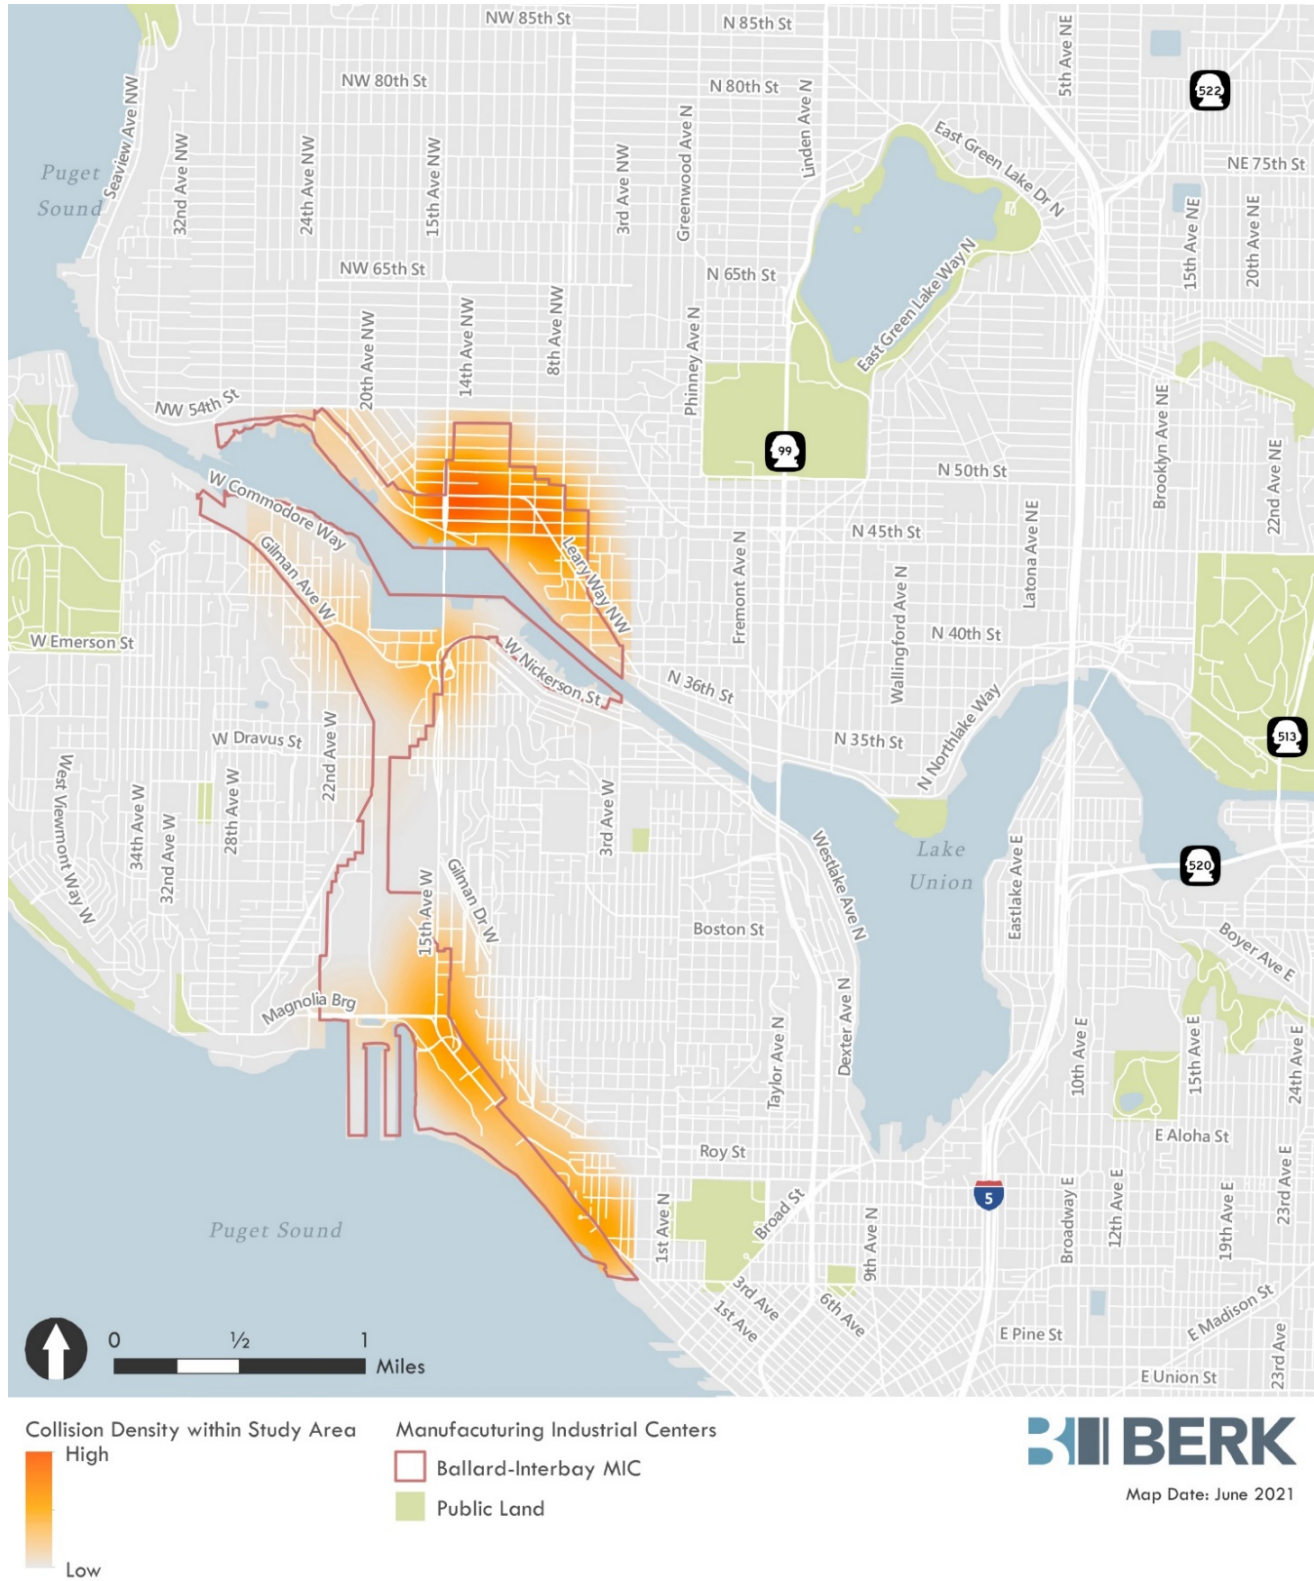 NW 85th St
N 85th St
5th Ave NE
NW 80th St
N 80th St
522
Linden Ave N
Seaview Ave NW
32nd Ave NW
24th Ave NW
15th Ave NW
3rd Ave NW
Greenwood Ave N
East Green Lake Dr N
NE 75th St
Puget
Sound
15th Ave NE
20th Ave NE
NW 65th St
N 65th St
East Green Lake Way N
20th Ave NW
14th Ave NW
8th Ave NW
Phinney Ave N
NW 54th St
Brooklyn Ave NE
99
N 50th St
22nd Ave NE
W Commodore Way
Gilman Ave W
Leary Way NW
N 45th St
Latona Ave NE
Fremont Ave N
Wallingford Ave N
W Emerson St
N 40th St
W Nickerson St
N 36th St
N Northlake Way
513
W Dravus St
22nd Ave W
N 35th St
West Viewmont Way W
34th Ave W
32nd Ave W
28th Ave W
3rd Ave W
Westlake Ave N
Lake
Union
Eastlake Ave E
520
15th Ave W
Gilman Dr W
Boston St
Boyer Ave E
Magnolia Brg
Taylor Ave N
Dexter Ave N
10th Ave E
15th Ave E
24th Ave E
Roy St
E Aloha St
5
Puget Sound
1st Ave N
Broad St
9th Ave N
Broadway E
12th Ave E
19th Ave E
23rd Ave E
3rd Ave
1st Ave
6th Ave
E Pine St
E Madison St
E Union St
23rd Ave
0 ½ 1
Miles
Collision Density within Study Area
High
Low
Manufacuturing Industrial Centers
Ballard-Interbay MIC
Public Land
BERK
Map Date: June 2021